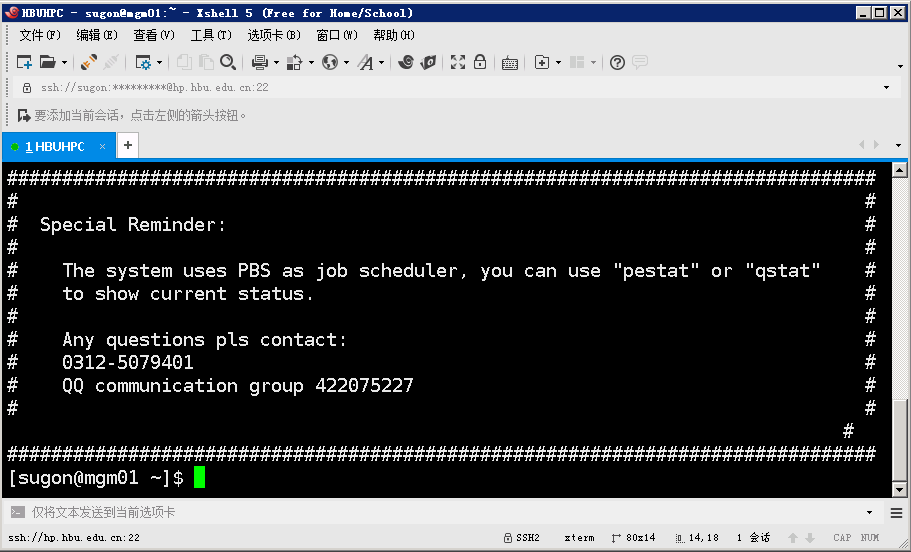 HBUHPC - sugon@mgm01:~ - Xshell 5 (Free for Home/School)
文件(F) 编辑(E) 查看(V) 工具(T) 选项卡(B) 窗口(W) 帮助(H)
ssh://sugon:*********@hp.hbu.edu.cn:22
要添加当前会话，点击左侧的箭头按钮。
1 HBUHPC × +
###############################################################################
# #
# Special Reminder: #
# #
# The system uses PBS as job scheduler, you can use "pestat" or "qstat" #
# to show current status. #
# #
# Any questions pls contact: #
# 0312-5079401 #
# QQ communication group 422075227 #
# #
#
###############################################################################
[sugon@mgm01 ~]$
仅将文本发送到当前选项卡
ssh://hp.hbu.edu.cn:22 SSH2 xterm 80x14 14,18 1 会话 CAP NUM